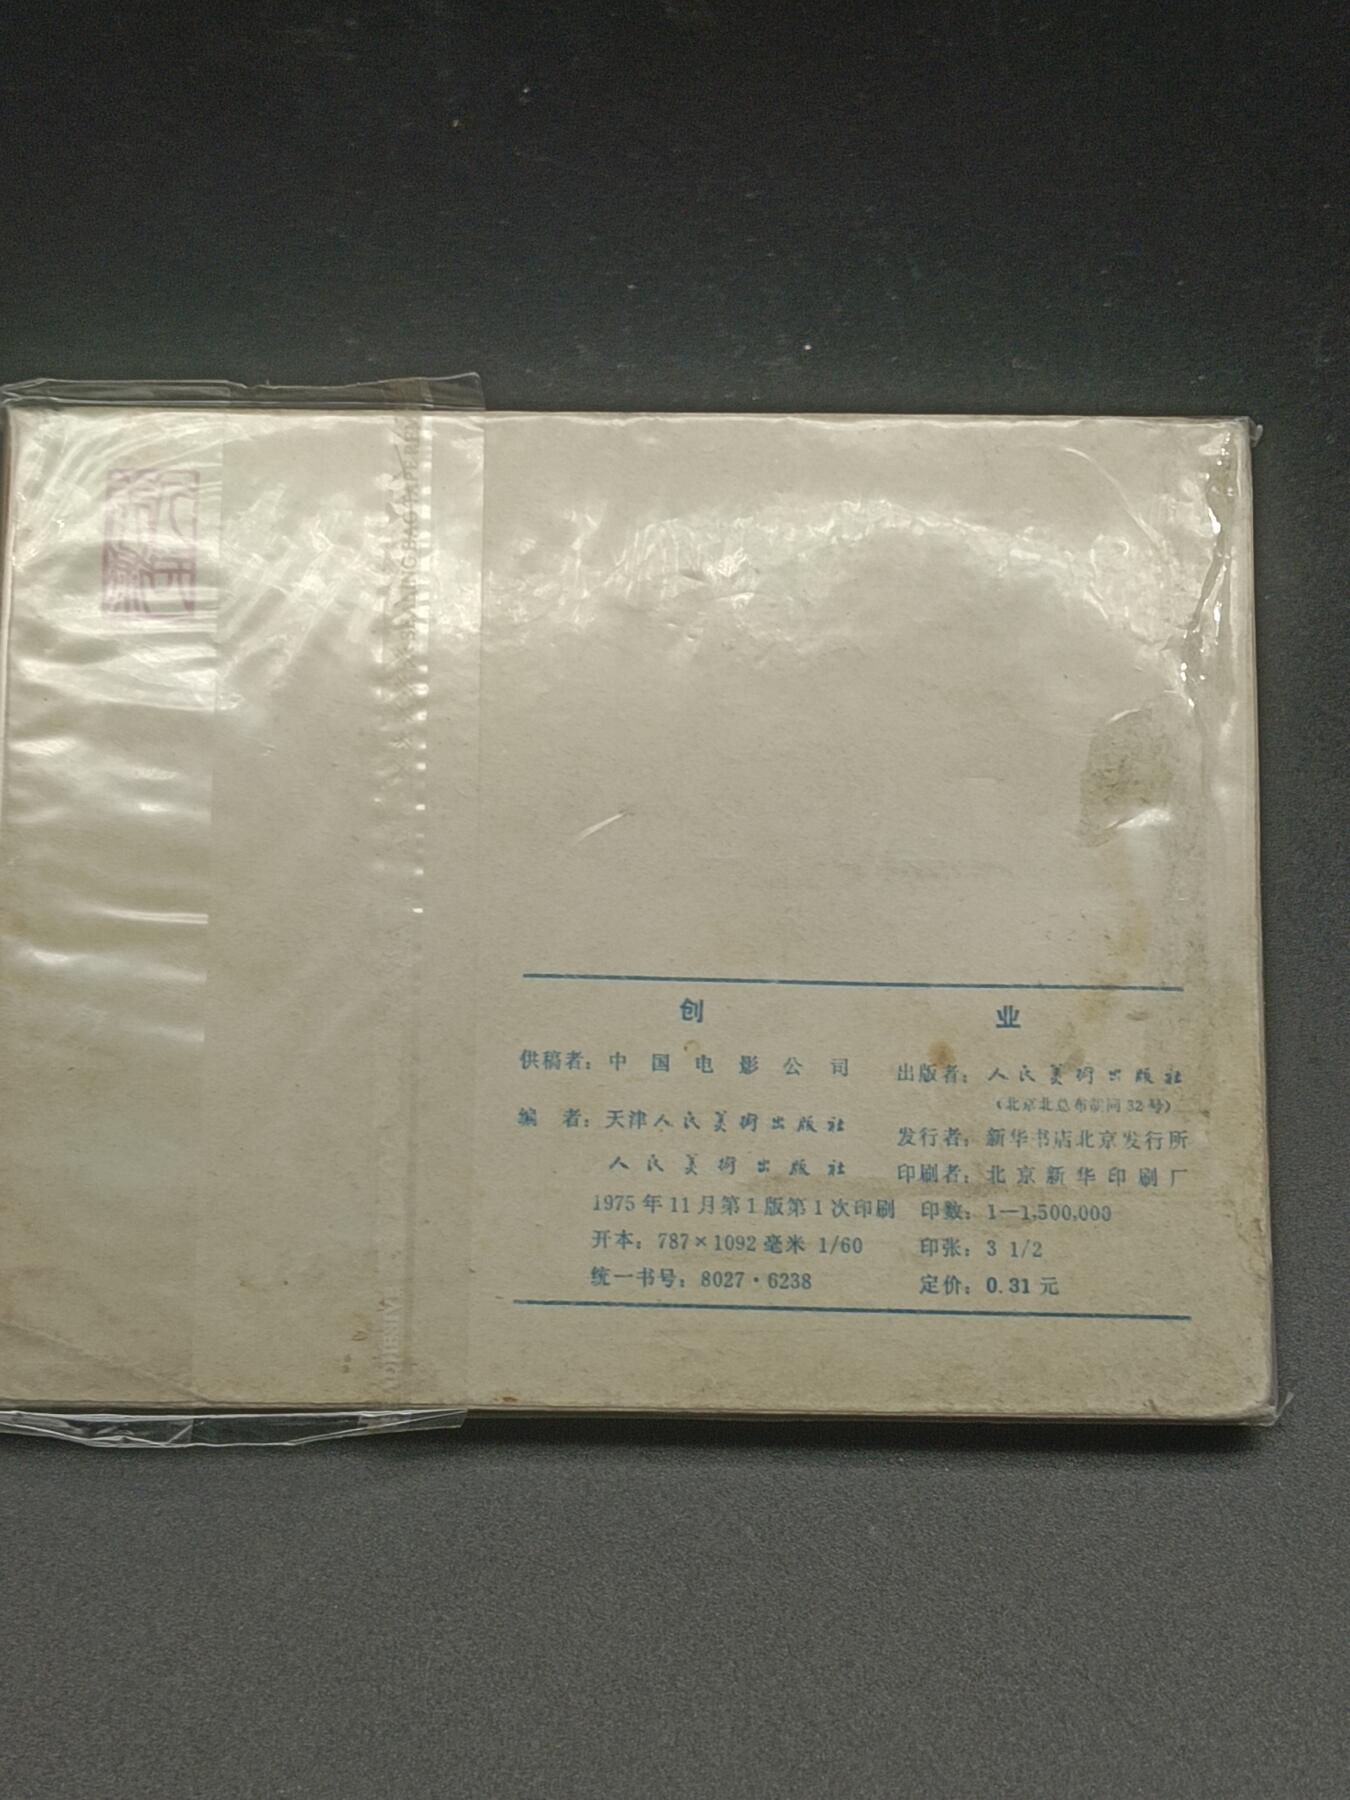 创业
供稿者：中国电影公司
编者：天津人民美術出版社
人民美術出版社
1975年11月第1版第1次印刷
开本：787×1092毫米 1/60
统一书号：8027·6238
出版者：人民美術出版社
（北京北总布胡同32号）
发行者：新华书店北京发行所
印刷者：北京新华印刷厂
印数：1—1,500,000
印张：3 1/2
定价：0.31元